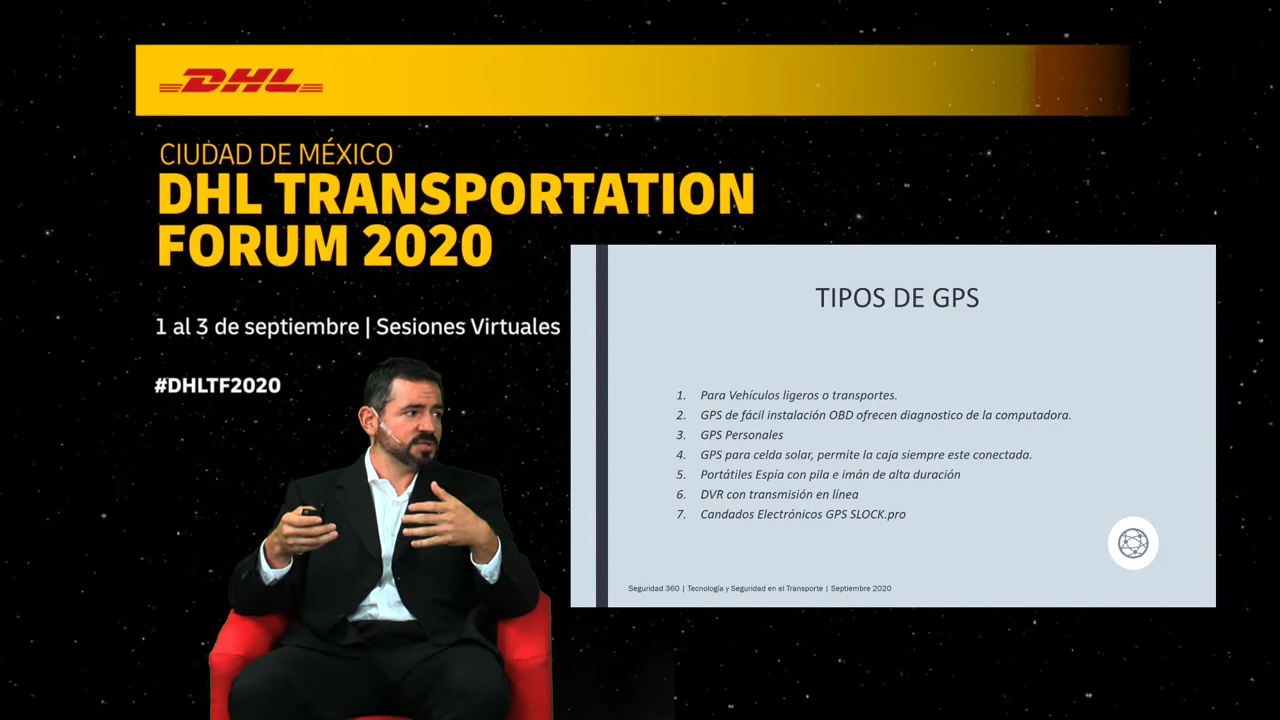 DHL
CIUDAD DE MÉXICO
DHL TRANSPORTATION
FORUM 2020
1 al 3 de septiembre | Sesiones Virtuales
#DHLTF2020
TIPOS DE GPS
1. Para Vehículos ligeros o transportes.
2. GPS de fácil instalación OBD ofrecen diagnostico de la computadora.
3. GPS Personales
4. GPS para celda solar, permite la caja siempre este conectada.
5. Portátiles Espía con pila e imán de alta duración
6. DVR con transmisión en línea
7. Candados Electrónicos GPS SLOCK.pro
Seguridad 360 | Tecnología y Seguridad en el Transporte | Septiembre 2020